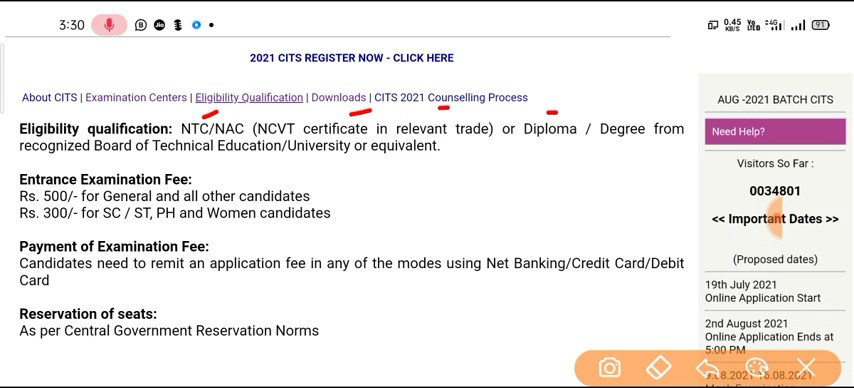 3:30
0.45 KB/S
4G
91
2021 CITS REGISTER NOW - CLICK HERE
About CITS | Examination Centers | Eligibility Qualification | Downloads | CITS 2021 Counselling Process
Eligibility qualification: NTC/NAC (NCVT certificate in relevant trade) or Diploma / Degree from
recognized Board of Technical Education/University or equivalent.
Entrance Examination Fee:
Rs. 500/- for General and all other candidates
Rs. 300/- for SC / ST, PH and Women candidates
Payment of Examination Fee:
Candidates need to remit an application fee in any of the modes using Net Banking/Credit Card/Debit
Card
Reservation of seats:
As per Central Government Reservation Norms
AUG -2021 BATCH CITS
Need Help?
Visitors So Far :
0034801
<< Important Dates >>
(Proposed dates)
19th July 2021
Online Application Start
2nd August 2021
Online Application Ends at
5:00 PM